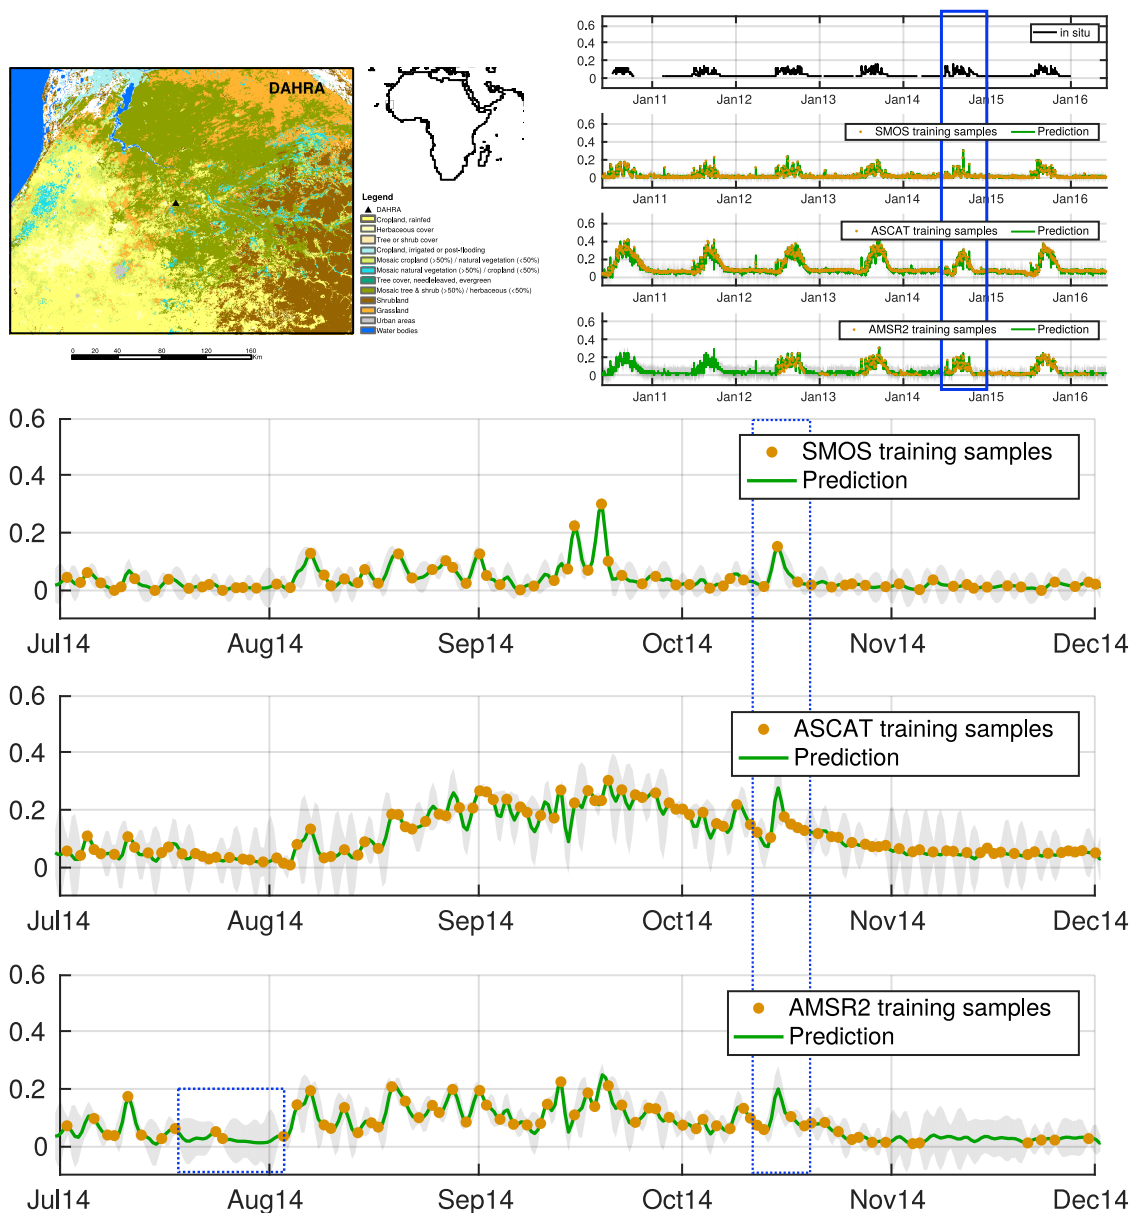 DAHRA
Legend
DAHRA
Cropland, rainfed
Herbaceous cover
Tree or shrub cover
Cropland, irrigated or post-flooding
Mosaic cropland (>50%) / natural vegetation (<50%)
Mosaic natural vegetation (>50%) / cropland (<50%)
Tree cover, needleleaved, evergreen
Mosaic tree & shrub (>50%) / herbaceous (<50%)
Shrubland
Grassland
Urban areas
Water bodies
0 20 40 80 120 160
Km
0.6
0.4
0.2
0
in situ
Jan11 Jan12 Jan13 Jan14 Jan15 Jan16
0.6
0.4
0.2
0
SMOS training samples Prediction
Jan11 Jan12 Jan13 Jan14 Jan15 Jan16
0.6
0.4
0.2
0
ASCAT training samples Prediction
Jan11 Jan12 Jan13 Jan14 Jan15 Jan16
0.6
0.4
0.2
0
AMSR2 training samples Prediction
Jan11 Jan12 Jan13 Jan14 Jan15 Jan16
0.6
0.4
0.2
0
SMOS training samples
Prediction
Jul14 Aug14 Sep14 Oct14 Nov14 Dec14
0.6
0.4
0.2
0
ASCAT training samples
Prediction
Jul14 Aug14 Sep14 Oct14 Nov14 Dec14
0.6
0.4
0.2
0
AMSR2 training samples
Prediction
Jul14 Aug14 Sep14 Oct14 Nov14 Dec14